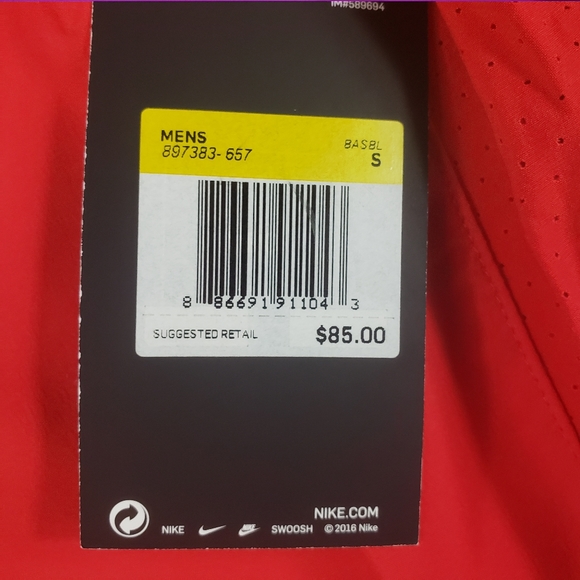 IM#589694
MENS
897383- 657
BASBL
S
8 86691 91104 3
SUGGESTED RETAIL $85.00
NIKE.COM
NIKE SWOOSH © 2016 Nike